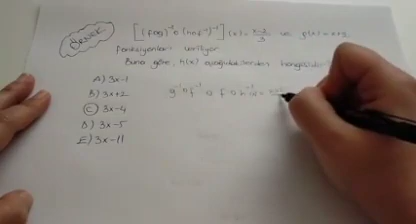 ÖRNEK
[(fog)⁻¹ o (hof⁻¹)⁻¹](x) = x-2/3 ve g(x) = x+2
fonksiyonları veriliyor
Buna göre, h(x) aşağıdakilerden hangisidir
A) 3x-1
B) 3x+2
C) 3x-4
D) 3x-5
E) 3x-11
g⁻¹ o f⁻¹ o f o h⁻¹